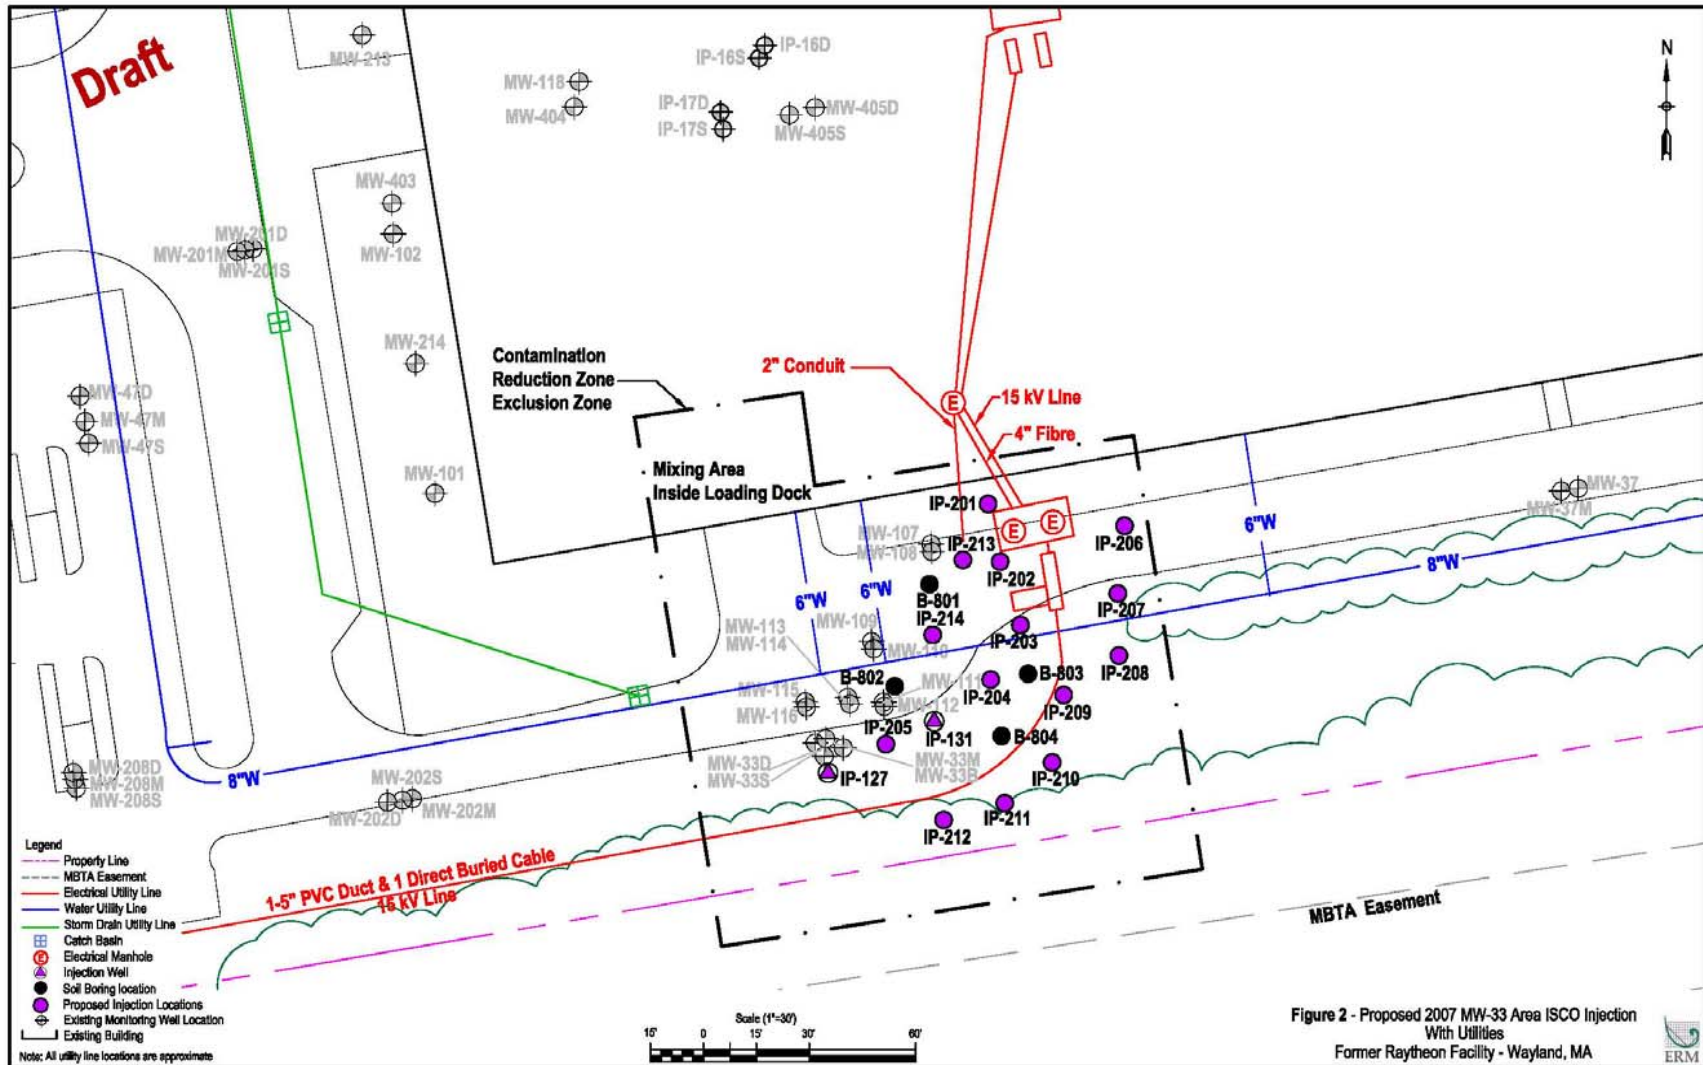 Draft
MW-213
IP-16D
IP-16S
MW-118
MW-404
IP-17D
IP-17S
MW-405D
MW-405S
N
MW-403
MW-102
MW-201D
MW-201M
MW-201S
MW-214
Contamination
Reduction Zone
Exclusion Zone
2" Conduit
E
15 kV Line
4" Fibre
MW-47D
MW-47M
MW-47S
MW-101
Mixing Area
Inside Loading Dock
IP-201
E
E
MW-37
MW-37M
6"W
IP-206
MW-107
MW-108
IP-213
IP-202
8"W
6"W
6"W
B-801
IP-214
IP-207
MW-113
MW-114
MW-109
MW-110
IP-203
IP-208
B-802
MW-111
B-803
MW-115
MW-116
MW-112
IP-204
IP-209
IP-205
IP-131
B-804
MW-33D
MW-33S
MW-33M
MW-33B
IP-127
IP-210
8"W
MW-208D
MW-208M
MW-208S
MW-202S
MW-202D
MW-202M
IP-211
IP-212
1-5" PVC Duct & 1 Direct Buried Cable
15 kV Line
MBTA Easement
Legend
Property Line
MBTA Easement
Electrical Utility Line
Water Utility Line
Storm Drain Utility Line
Catch Basin
E Electrical Manhole
Injection Well
Soil Boring location
Proposed Injection Locations
Existing Monitoring Well Location
Existing Building
Note: All utility line locations are approximate
Scale (1"=30')
15' 0 15' 30' 60'
Figure 2 - Proposed 2007 MW-33 Area ISCO Injection
With Utilities
Former Raytheon Facility - Wayland, MA
ERM